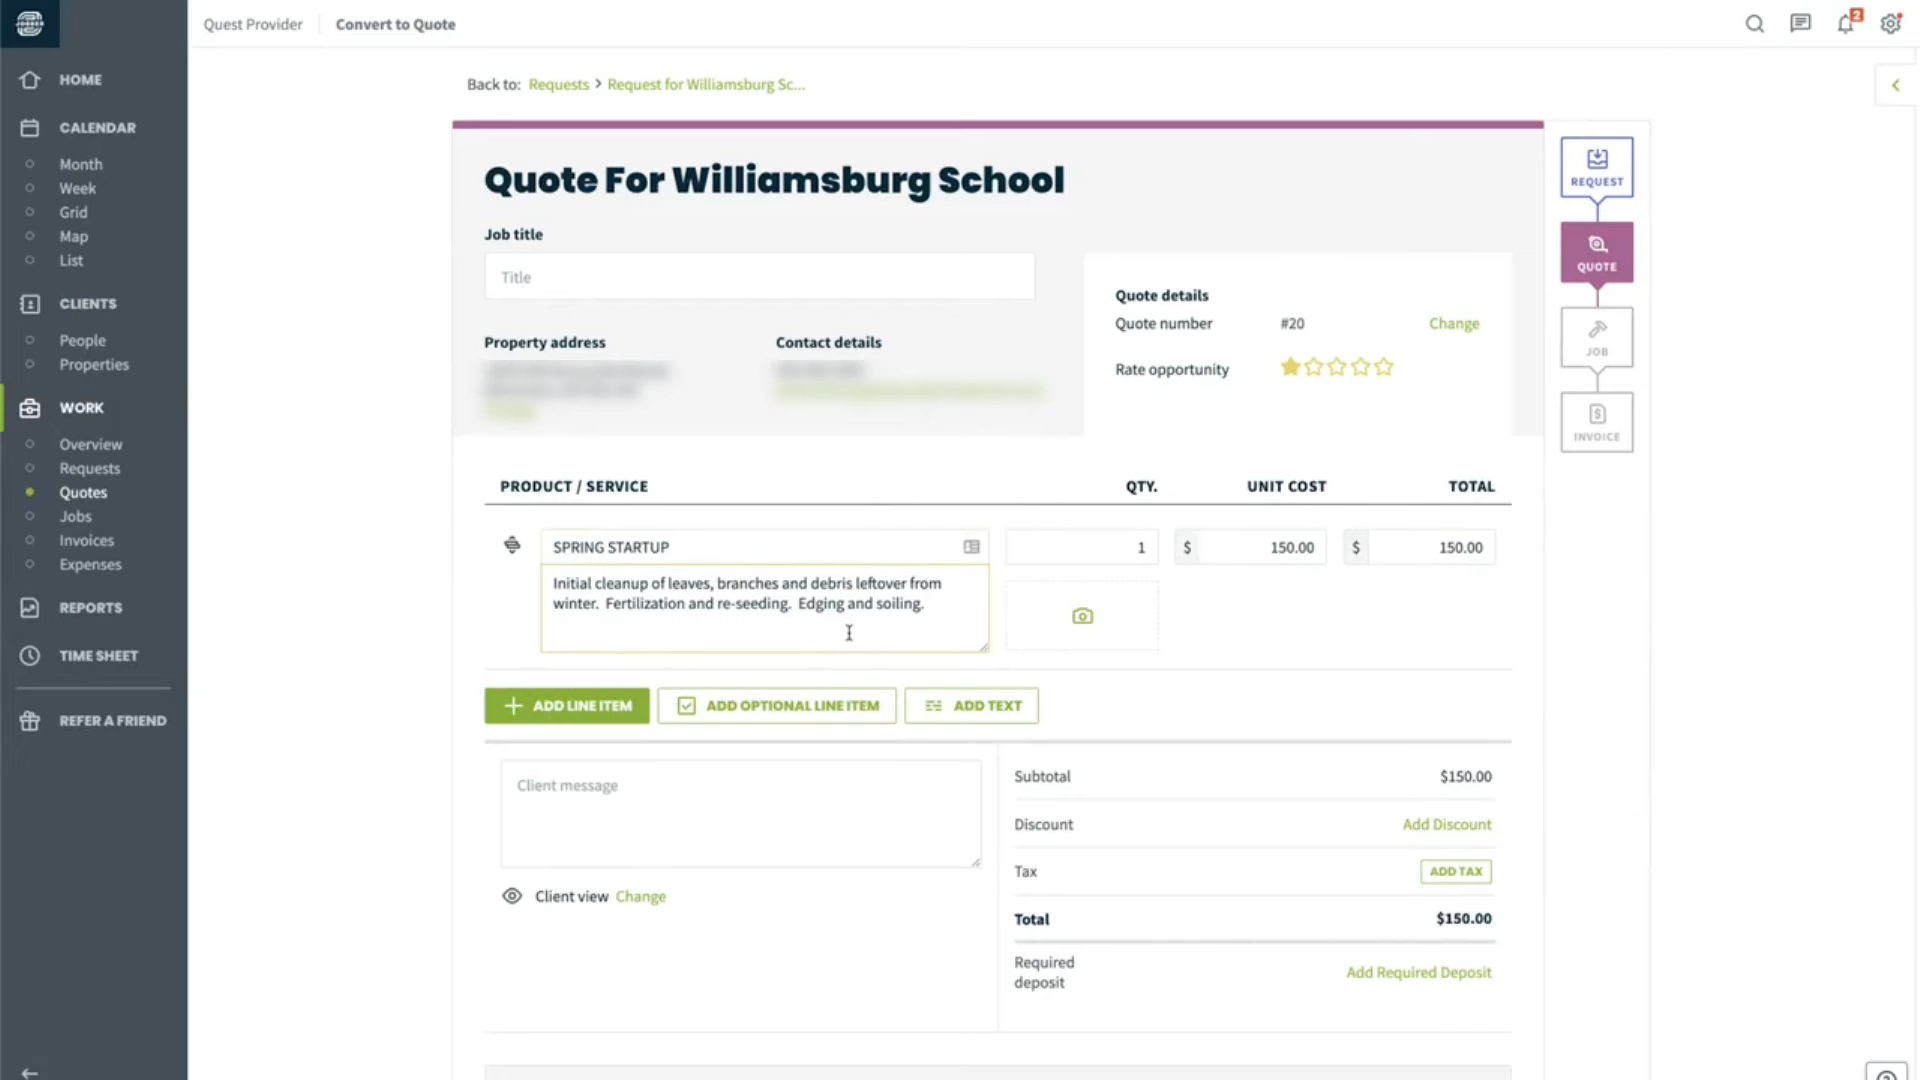 Quest Provider
Convert to Quote
2
HOME
CALENDAR
Month
Week
Grid
Map
List
CLIENTS
People
Properties
WORK
Overview
Requests
Quotes
Jobs
Invoices
Expenses
REPORTS
TIME SHEET
REFER A FRIEND
Back to: Requests > Request for Williamsburg Sc...
Quote For Williamsburg School
Job title
Title
Property address
Contact details
Quote details
Quote number #20 Change
Rate opportunity
REQUEST
QUOTE
JOB
INVOICE
PRODUCT / SERVICE QTY. UNIT COST TOTAL
SPRING STARTUP 1 $ 150.00 $ 150.00
Initial cleanup of leaves, branches and debris leftover from
winter.  Fertilization and re-seeding.  Edging and soiling.
ADD LINE ITEM ADD OPTIONAL LINE ITEM ADD TEXT
Client message
Client view Change
Subtotal $150.00
Discount Add Discount
Tax ADD TAX
Total $150.00
Required
deposit
Add Required Deposit